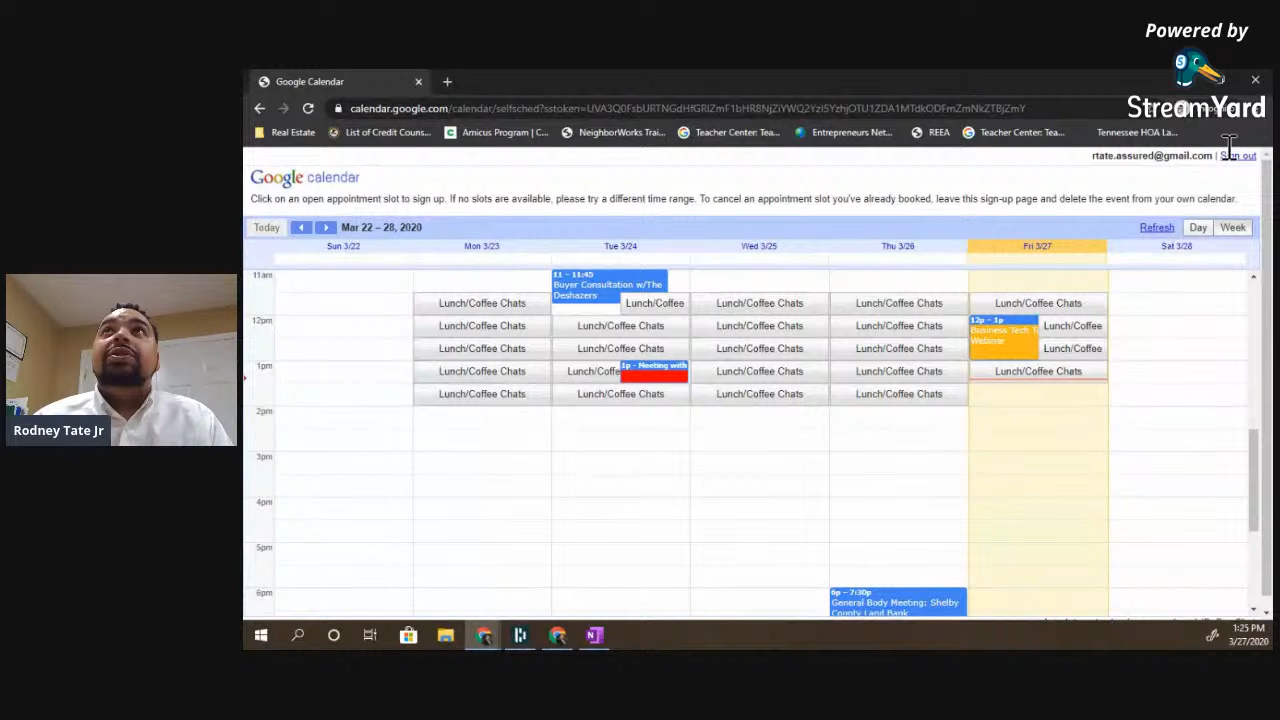 Powered by
StreamYard
Google Calendar
calendar.google.com/calendar/selfsched?sstoken=
Real Estate
List of Credit Couns...
Amicus Program | C...
NeighborWorks Trai...
Teacher Center: Tea...
Entrepreneurs Net...
REEA
Teacher Center: Tea...
Tennessee HOA La...
rtate.assured@gmail.com | Sign out
Google calendar
Click on an open appointment slot to sign up. If no slots are available, please try a different time range. To cancel an appointment slot you've already booked, leave this sign-up page and delete the event from your own calendar.
Today
Mar 22 – 28, 2020
Refresh
Day
Week
Sun 3/22
Mon 3/23
Tue 3/24
Wed 3/25
Thu 3/26
Fri 3/27
Sat 3/28
11am
11 – 11:45
Buyer Consultation w/The
Deshazers
Lunch/Coffee Chats
Lunch/Coffee
Lunch/Coffee Chats
Lunch/Coffee Chats
Lunch/Coffee Chats
12pm
12p – 1p
Business Tech T
Webinar
Lunch/Coffee Chats
Lunch/Coffee Chats
Lunch/Coffee Chats
Lunch/Coffee Chats
Lunch/Coffee
Lunch/Coffee Chats
Lunch/Coffee Chats
Lunch/Coffee Chats
Lunch/Coffee Chats
Lunch/Coffee
1pm
1p - Meeting with
Lunch/Coffee Chats
Lunch/Coffe
Lunch/Coffee Chats
Lunch/Coffee Chats
Lunch/Coffee Chats
Lunch/Coffee Chats
Lunch/Coffee Chats
Lunch/Coffee Chats
Lunch/Coffee Chats
2pm
3pm
4pm
5pm
6pm
6p – 7:30p
General Body Meeting: Shelby
County Land Bank
Rodney Tate Jr
1:25 PM
3/27/2020